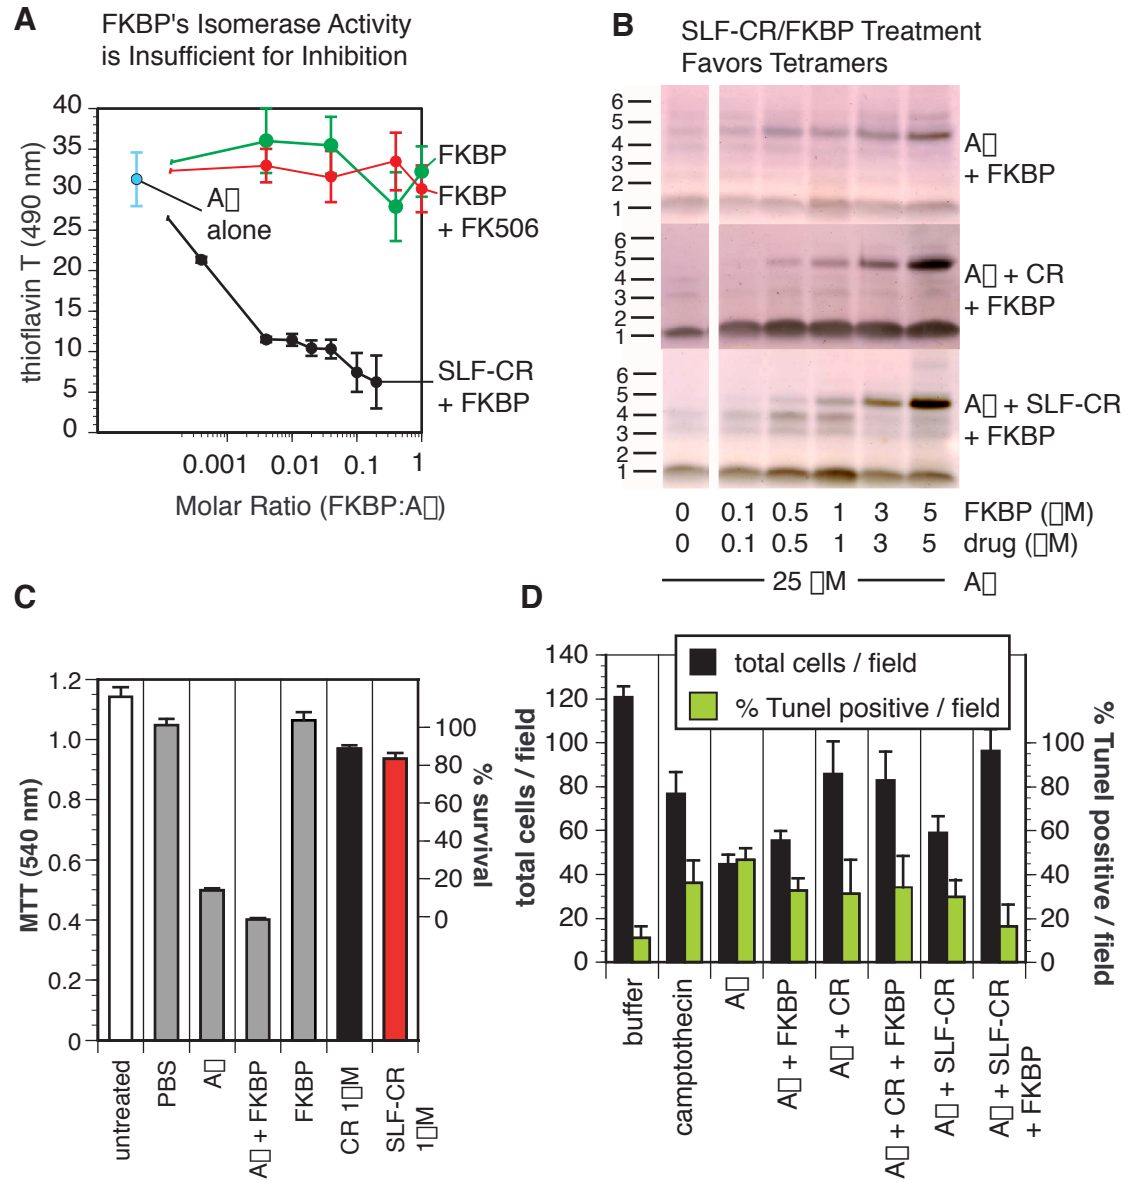 A
FKBP's Isomerase Activity
is Insufficient for Inhibition
40
35
30
25
20
15
10
5
0
thioflavin T (490 nm)
FKBP
FKBP
+ FK506
A▯
alone
SLF-CR
+ FKBP
0.001
0.01
0.1
1
Molar Ratio (FKBP:A▯)
B
SLF-CR/FKBP Treatment
Favors Tetramers
6
5
4
3
2
1
A▯
+ FKBP
6
5
4
3
2
1
A▯ + CR
+ FKBP
6
5
4
3
2
1
A▯ + SLF-CR
+ FKBP
0 0.1 0.5 1 3 5 FKBP (▯M)
0 0.1 0.5 1 3 5 drug (▯M)
25 ▯M A▯
C
1.2
1.0
0.8
0.6
0.4
0.2
0
MTT (540 nm)
100
80
60
40
20
0
% survival
untreated
PBS
A▯
A▯ + FKBP
FKBP
CR 1▯M
SLF-CR
1▯M
D
total cells / field
% Tunel positive / field
140
120
100
80
60
40
20
0
total cells / field
100
80
60
40
20
0
% Tunel positive / field
buffer
camptothecin
A▯
A▯ + FKBP
A▯ + CR
A▯ + CR + FKBP
A▯ + SLF-CR
A▯ + SLF-CR
+ FKBP